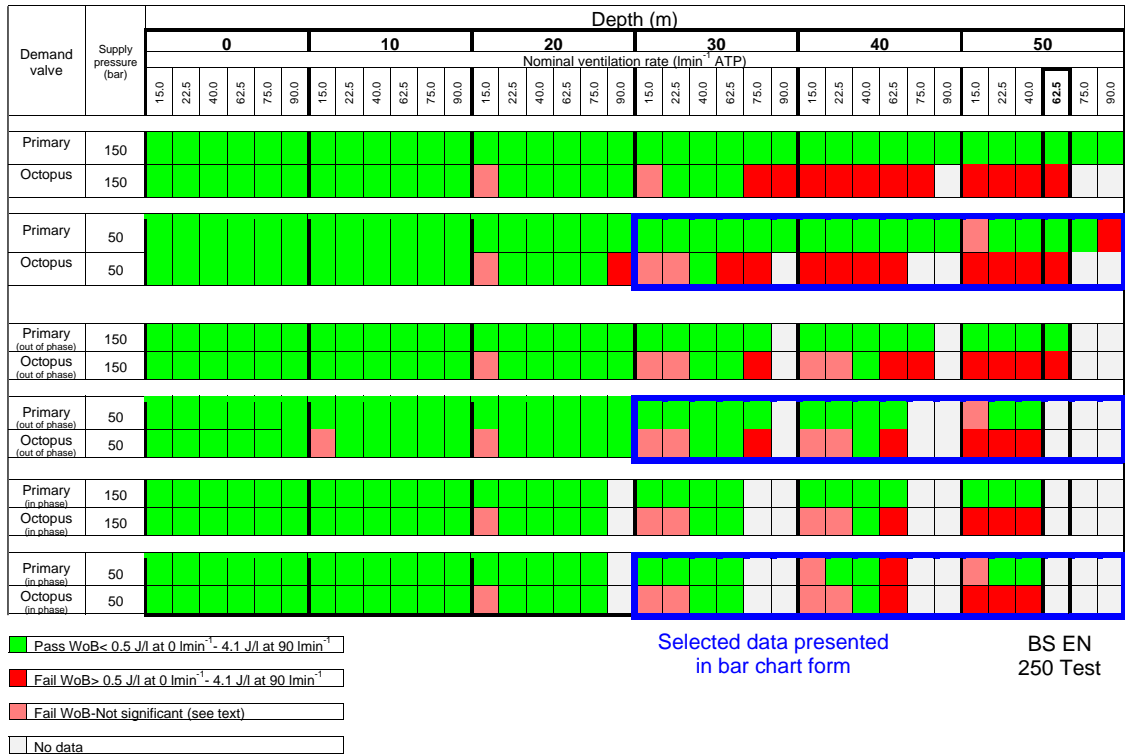 Depth (m)
Demand valve
Supply pressure (bar)
0 10 20 30 40 50
Nominal ventilation rate (lmin-1 ATP)
15.0 22.5 40.0 62.5 75.0 90.0 15.0 22.5 40.0 62.5 75.0 90.0 15.0 22.5 40.0 62.5 75.0 90.0 15.0 22.5 40.0 62.5 75.0 90.0 15.0 22.5 40.0 62.5 75.0 90.0 15.0 22.5 40.0 62.5 75.0 90.0
Primary 150
Octopus 150
Primary 50
Octopus 50
Primary 150
(out of phase)
Octopus 150
(out of phase)
Primary 50
(out of phase)
Octopus 50
(out of phase)
Primary 150
(in phase)
Octopus 150
(in phase)
Primary 50
(in phase)
Octopus 50
(in phase)
Pass WoB< 0.5 J/l at 0 lmin-1- 4.1 J/l at 90 lmin-1
Fail WoB> 0.5 J/l at 0 lmin-1- 4.1 J/l at 90 lmin-1
Fail WoB-Not significant (see text)
No data
Selected data presented
in bar chart form
BS EN
250 Test